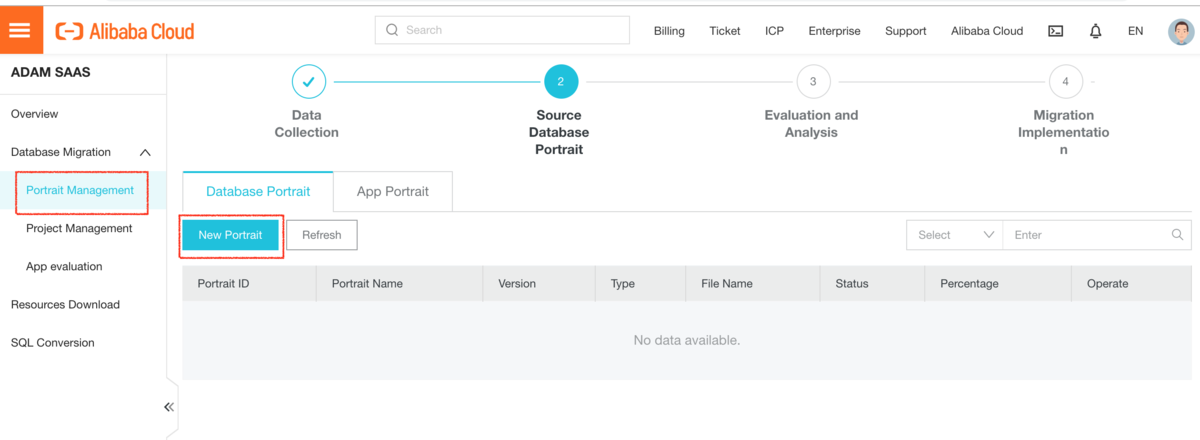 Alibaba Cloud
Search
Billing
Ticket
ICP
Enterprise
Support
Alibaba Cloud
EN
ADAM SAAS
Overview
Database Migration
Portrait Management
Project Management
App evaluation
Resources Download
SQL Conversion
2
3
4
Data
Collection
Source
Database
Portrait
Evaluation and
Analysis
Migration
Implementatio
n
Database Portrait
App Portrait
New Portrait
Refresh
Select
Enter
Portrait ID
Portrait Name
Version
Type
File Name
Status
Percentage
Operate
No data available.